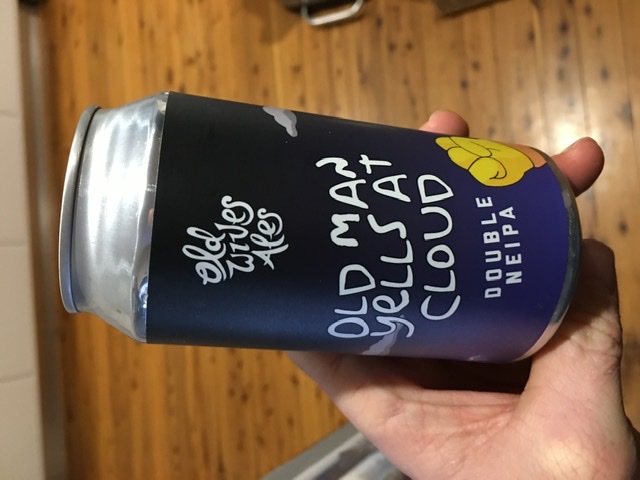 Old
Wives
Ales
OLD MAN
YELLS AT
CLOUD
DOUBLE
NEIPA